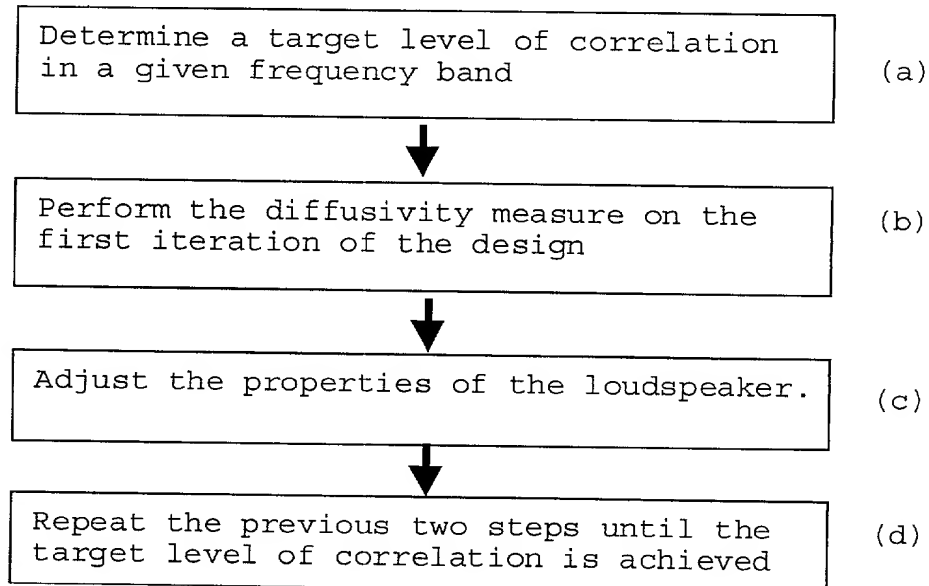 Determine a target level of correlation
in a given frequency band
(a)
Perform the diffusivity measure on the
first iteration of the design
(b)
Adjust the properties of the loudspeaker.
(c)
Repeat the previous two steps until the
target level of correlation is achieved
(d)